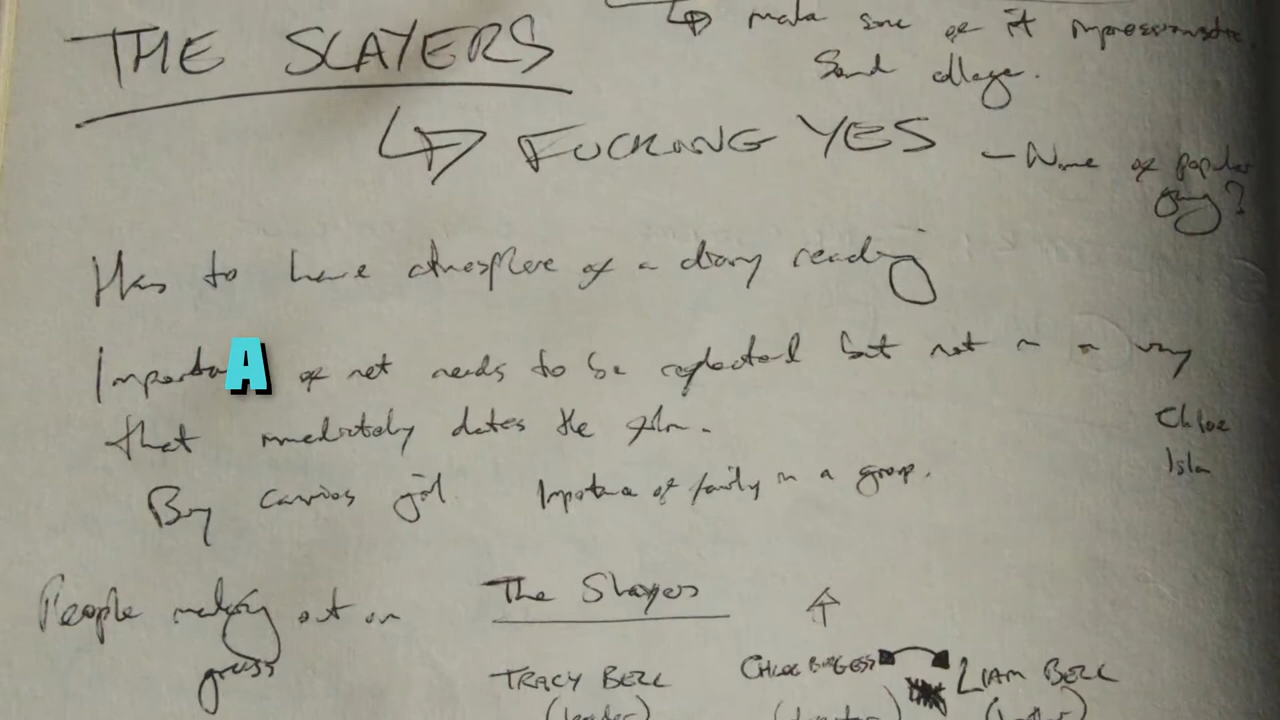 make some of it impressionistic
Sound collage.
THE SLAYERS
FUCKING YES
- Name of popular
guy?
Has to have atmosphere of a diary reading
A
of net needs to be reflected but not in a way
that immediately dates the film.
Chloe
Isla
Boy carries girl
Importance of family in a group.
People making out on
grass
The Slayers
TRACY BELL
CHLOE BURGESS
LIAM BELL
(leader)